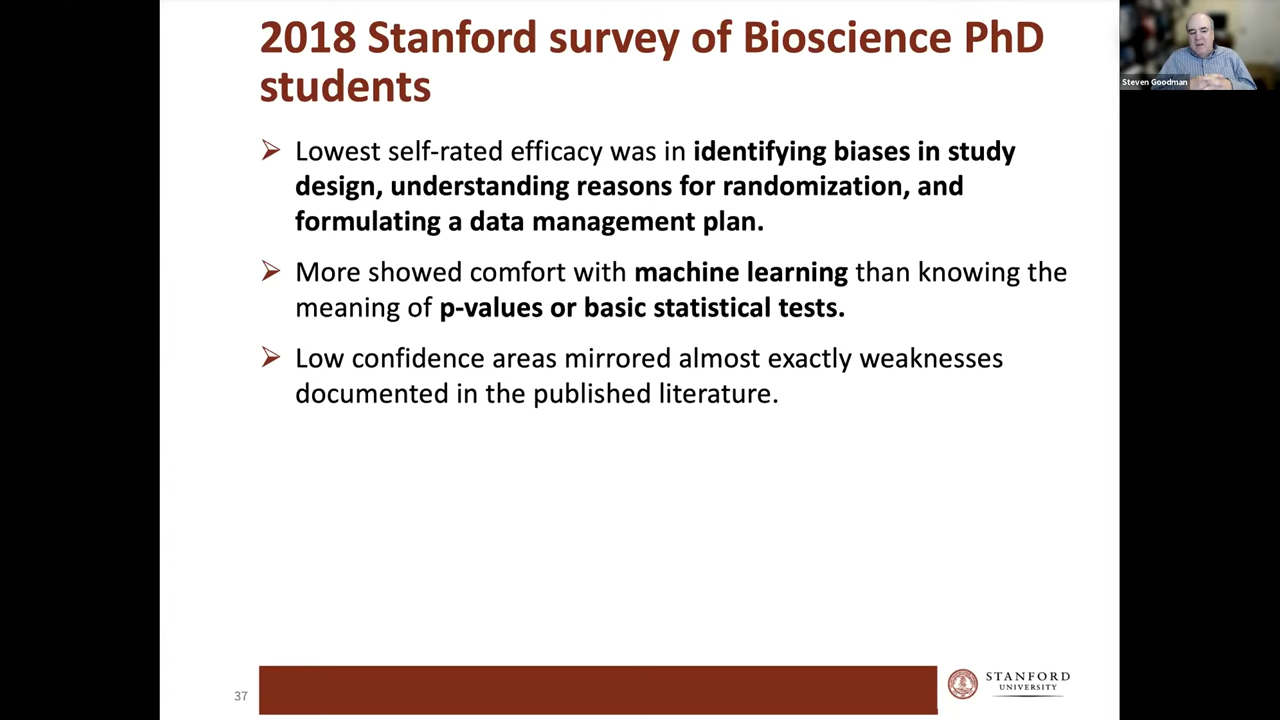 2018 Stanford survey of Bioscience PhD
students
Lowest self-rated efficacy was in identifying biases in study
design, understanding reasons for randomization, and
formulating a data management plan.
More showed comfort with machine learning than knowing the
meaning of p-values or basic statistical tests.
Low confidence areas mirrored almost exactly weaknesses
documented in the published literature.
37
STANFORD
UNIVERSITY
Steven Goodman